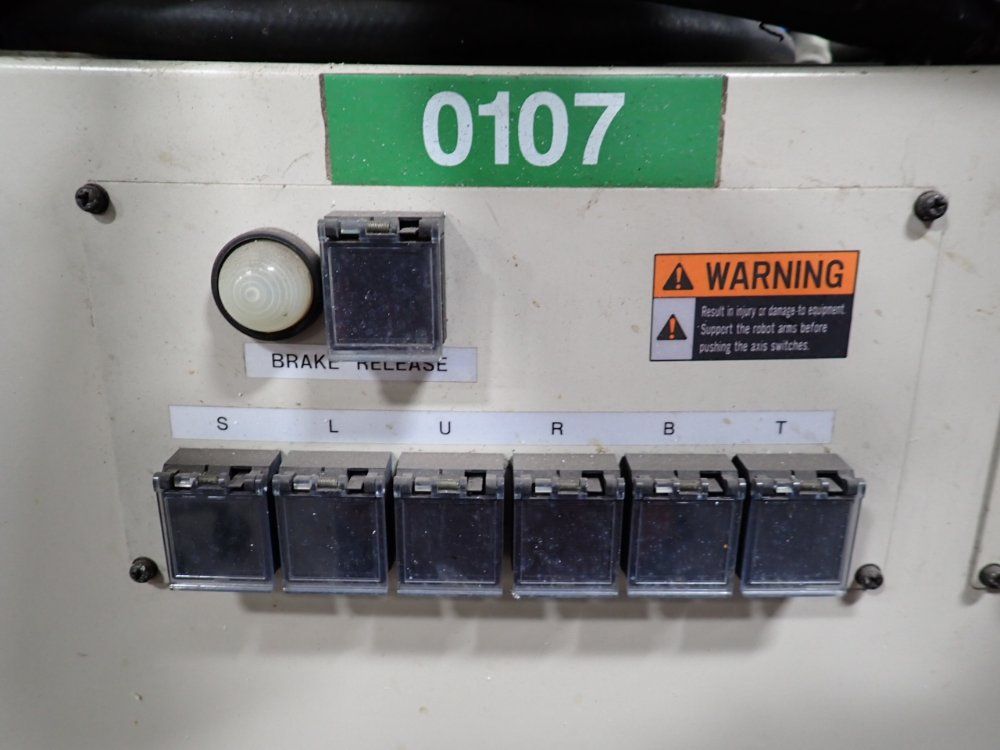 0107
WARNING
Result in injury or damage to equipment.
Support the robot arms before
pushing the axis switches.
BRAKE RELEASE
S L U R B T